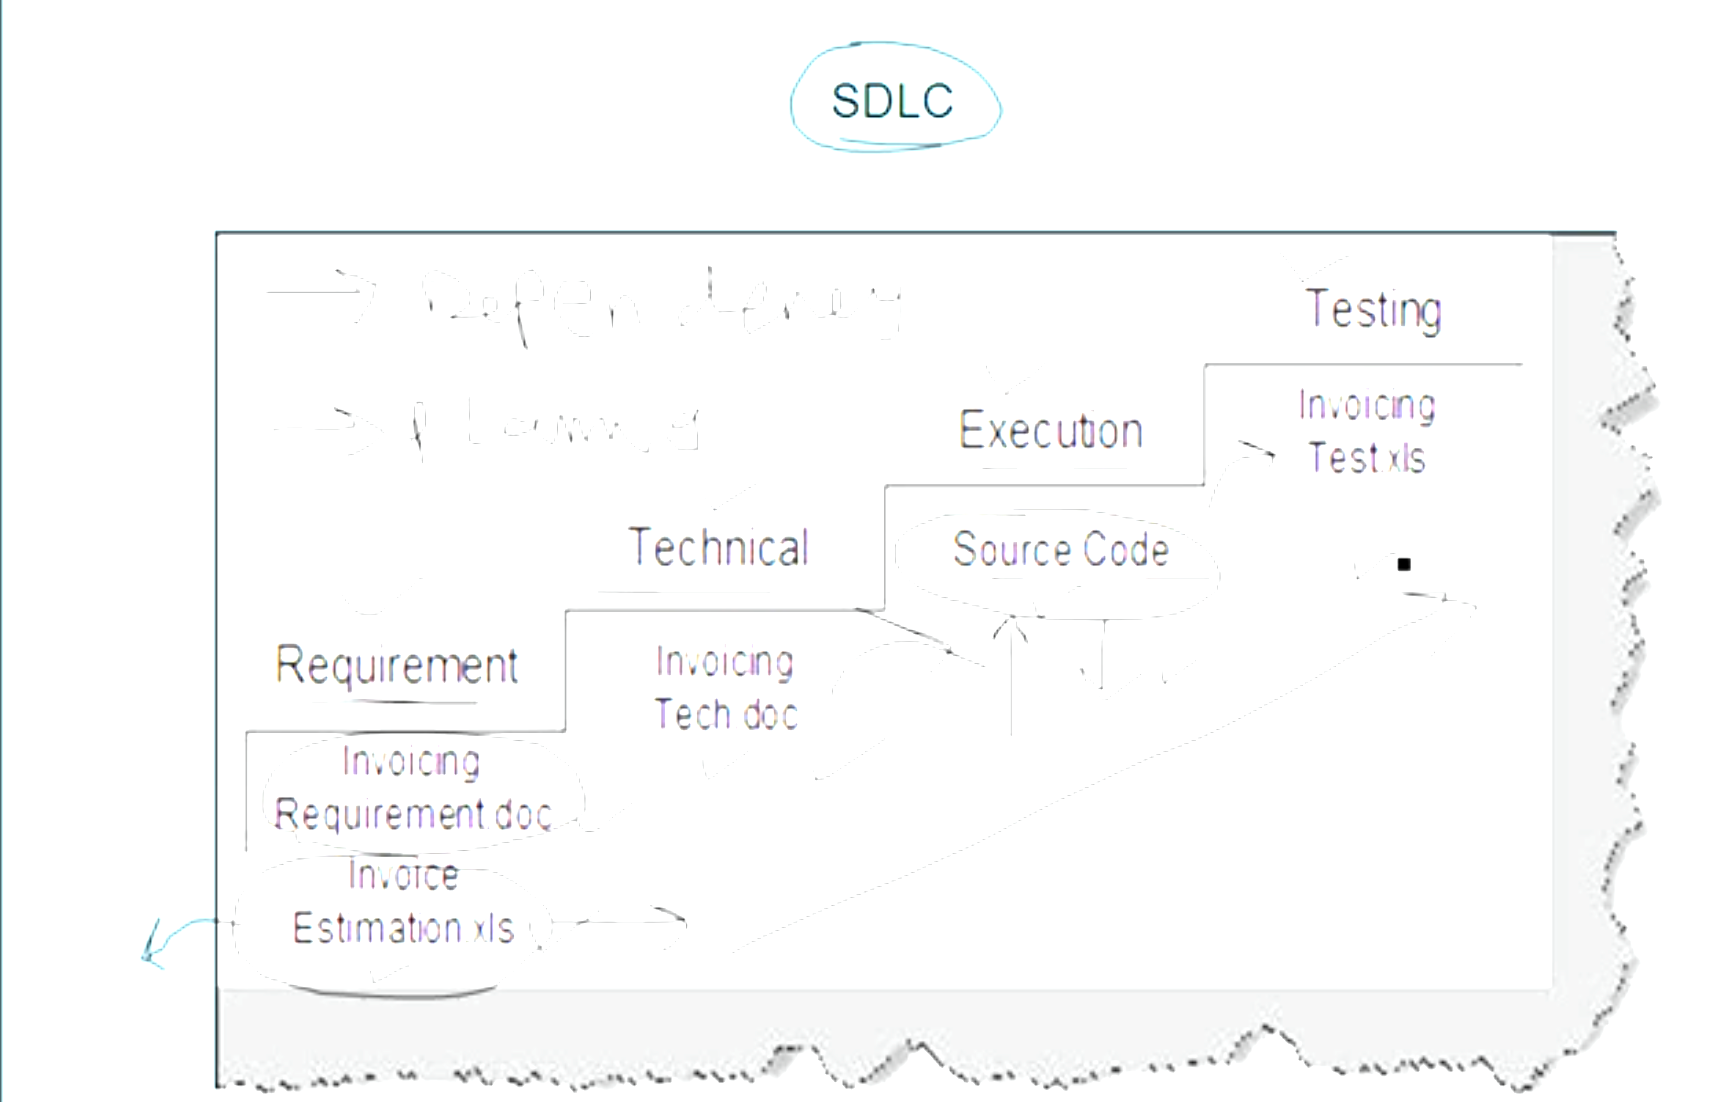 SDLC
Dependency
Planning
Testing
Invoicing
Test.xls
Execution
Source Code
Technical
Invoicing
Tech.doc
Requirement
Invoicing
Requirement.doc
Invoice
Estimation.xls